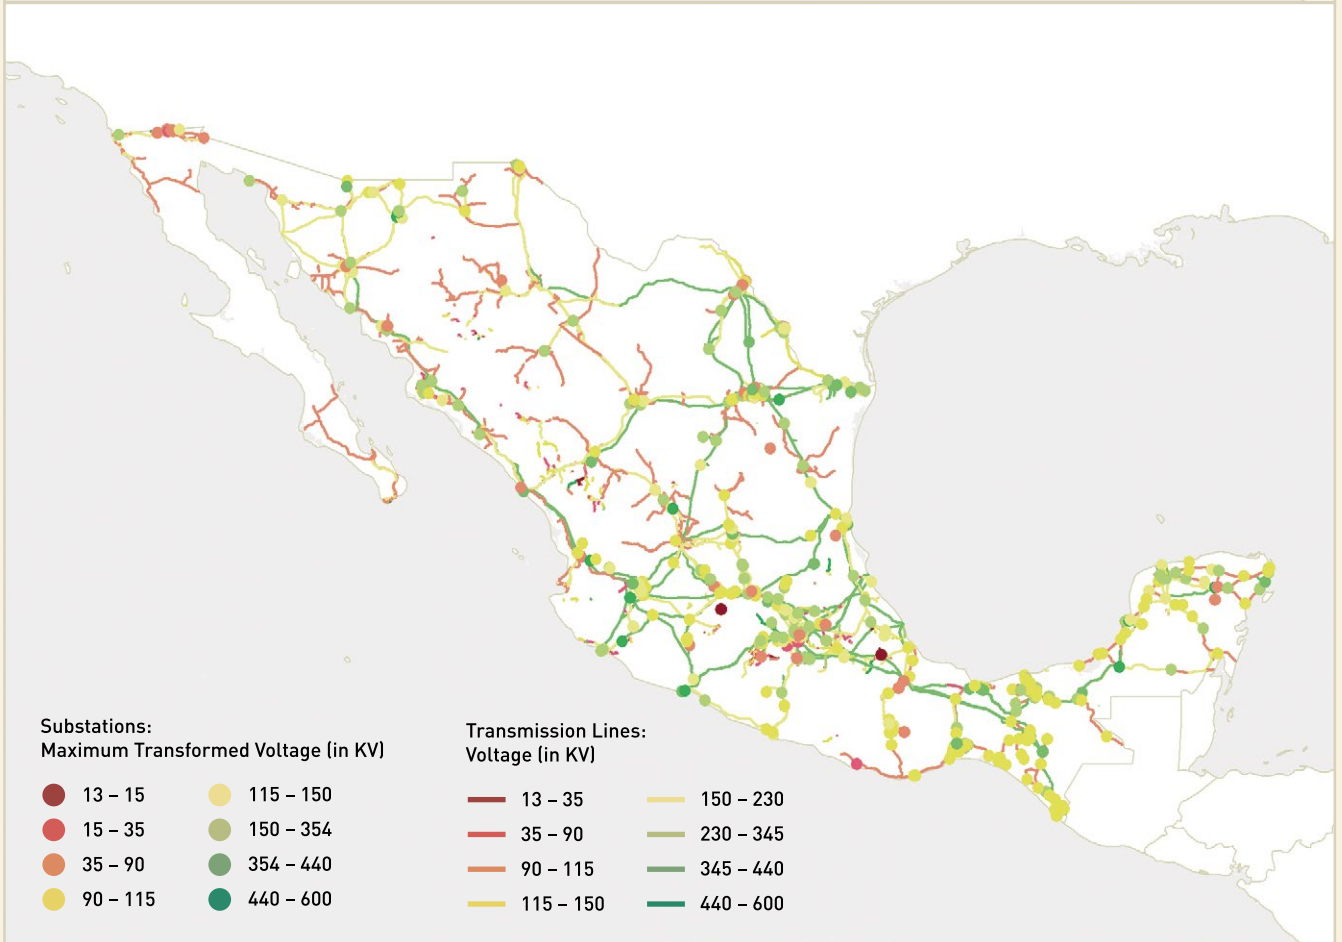 Substations:
Maximum Transformed Voltage (in KV)
13 – 15
15 – 35
35 – 90
90 – 115
115 – 150
150 – 354
354 – 440
440 – 600
Transmission Lines:
Voltage (in KV)
13 – 35
35 – 90
90 – 115
115 – 150
150 – 230
230 – 345
345 – 440
440 – 600